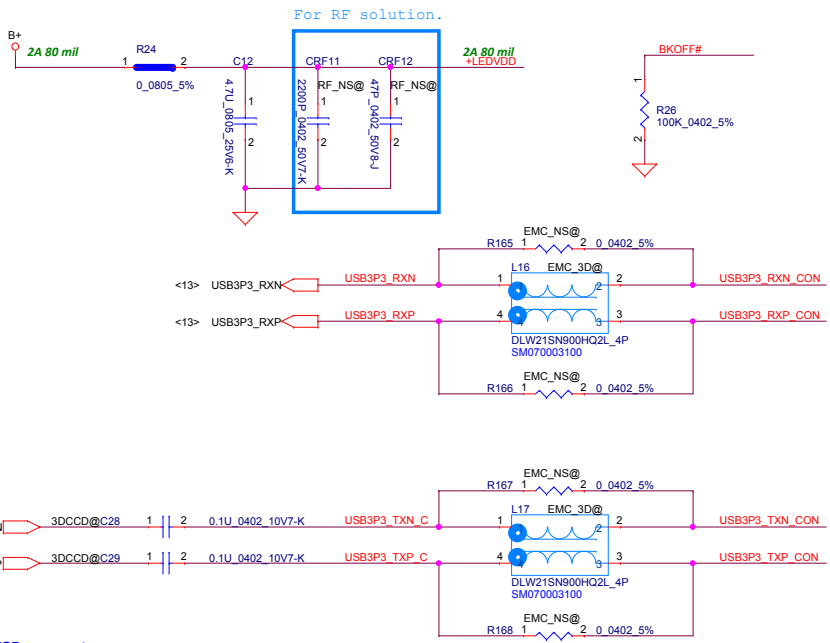 For RF solution.
B+
2A 80 mil
R24
1 2
0_0805_5%
C12
4.7U_0805_25V6-K
1
2
CRF11
RF_NS@
2200P_0402_50V7-K
1
2
CRF12
RF_NS@
47P_0402_50V8-J
1
2
2A 80 mil
+LEDVDD
BKOFF#
1
R26
100K_0402_5%
2
EMC_NS@
R165 1 2 0_0402_5%
L16 EMC_3D@
<13> USB3P3_RXN USB3P3_RXN 1 2 USB3P3_RXN_CON
2
<13> USB3P3_RXP USB3P3_RXP 4 3 USB3P3_RXP_CON
3
DLW21SN900HQ2L_4P
SM070003100
EMC_NS@
R166 1 2 0_0402_5%
EMC_NS@
R167 1 2 0_0402_5%
L17 EMC_3D@
3DCCD@C28 1 2 0.1U_0402_10V7-K USB3P3_TXN_C 1 2 USB3P3_TXN_CON
2
3DCCD@C29 1 2 0.1U_0402_10V7-K USB3P3_TXP_C 4 3 USB3P3_TXP_CON
3
DLW21SN900HQ2L_4P
SM070003100
EMC_NS@
R168 1 2 0_0402_5%